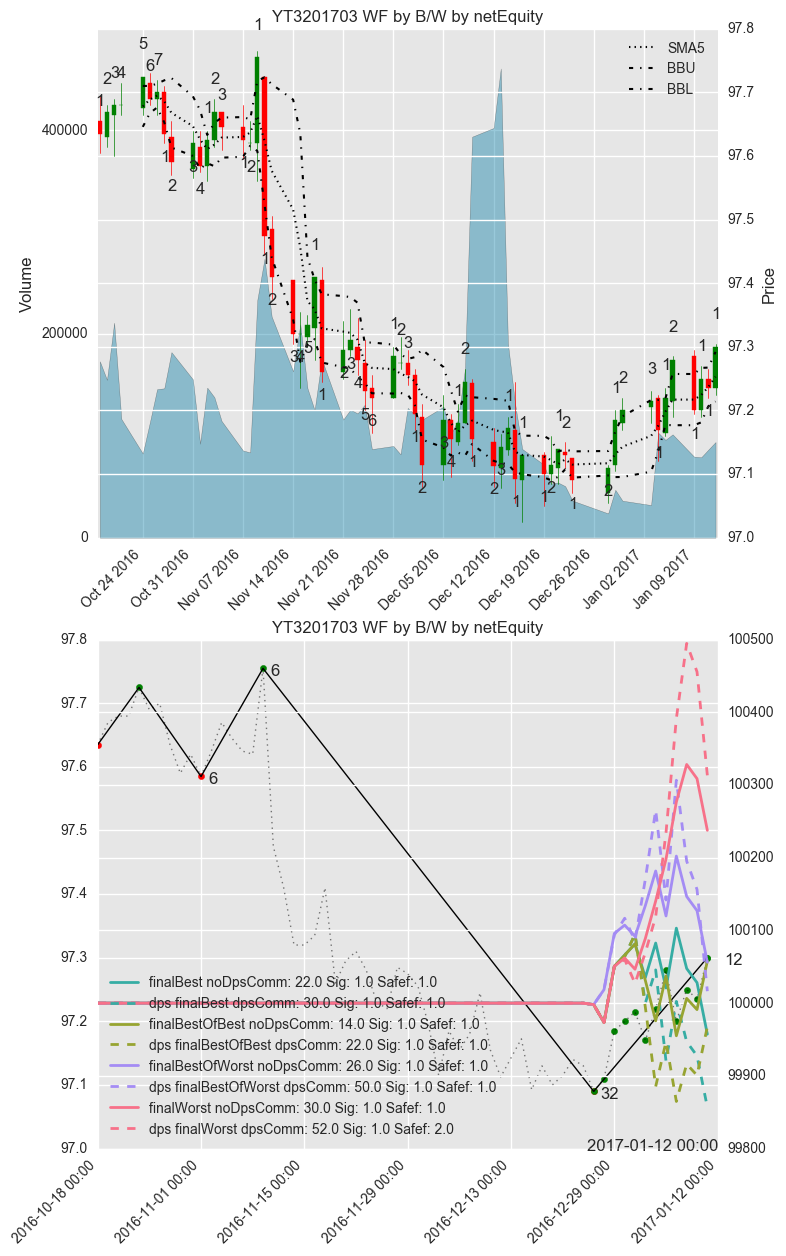 YT3201703 WF by B/W by netEquity
SMA5
BBU
BBL
Volume
400000
200000
0
Price
97.8
97.7
97.6
97.5
97.4
97.3
97.2
97.1
97.0
Oct 24 2016
Oct 31 2016
Nov 07 2016
Nov 14 2016
Nov 21 2016
Nov 28 2016
Dec 05 2016
Dec 12 2016
Dec 19 2016
Dec 26 2016
Jan 02 2017
Jan 09 2017
YT3201703 WF by B/W by netEquity
97.8
97.7
97.6
97.5
97.4
97.3
97.2
97.1
97.0
100500
100400
100300
100200
100100
100000
99900
99800
6
6
32
12
finalBest noDpsComm: 22.0 Sig: 1.0 Safef: 1.0
dps finalBest dpsComm: 30.0 Sig: 1.0 Safef: 1.0
finalBestOfBest noDpsComm: 14.0 Sig: 1.0 Safef: 1.0
dps finalBestOfBest dpsComm: 22.0 Sig: 1.0 Safef: 1.0
finalBestOfWorst noDpsComm: 26.0 Sig: 1.0 Safef: 1.0
dps finalBestOfWorst dpsComm: 50.0 Sig: 1.0 Safef: 1.0
finalWorst noDpsComm: 30.0 Sig: 1.0 Safef: 1.0
dps finalWorst dpsComm: 52.0 Sig: 1.0 Safef: 2.0
2017-01-12 00:00
2016-10-18 00:00
2016-11-01 00:00
2016-11-15 00:00
2016-11-29 00:00
2016-12-13 00:00
2016-12-29 00:00
2017-01-12 00:00